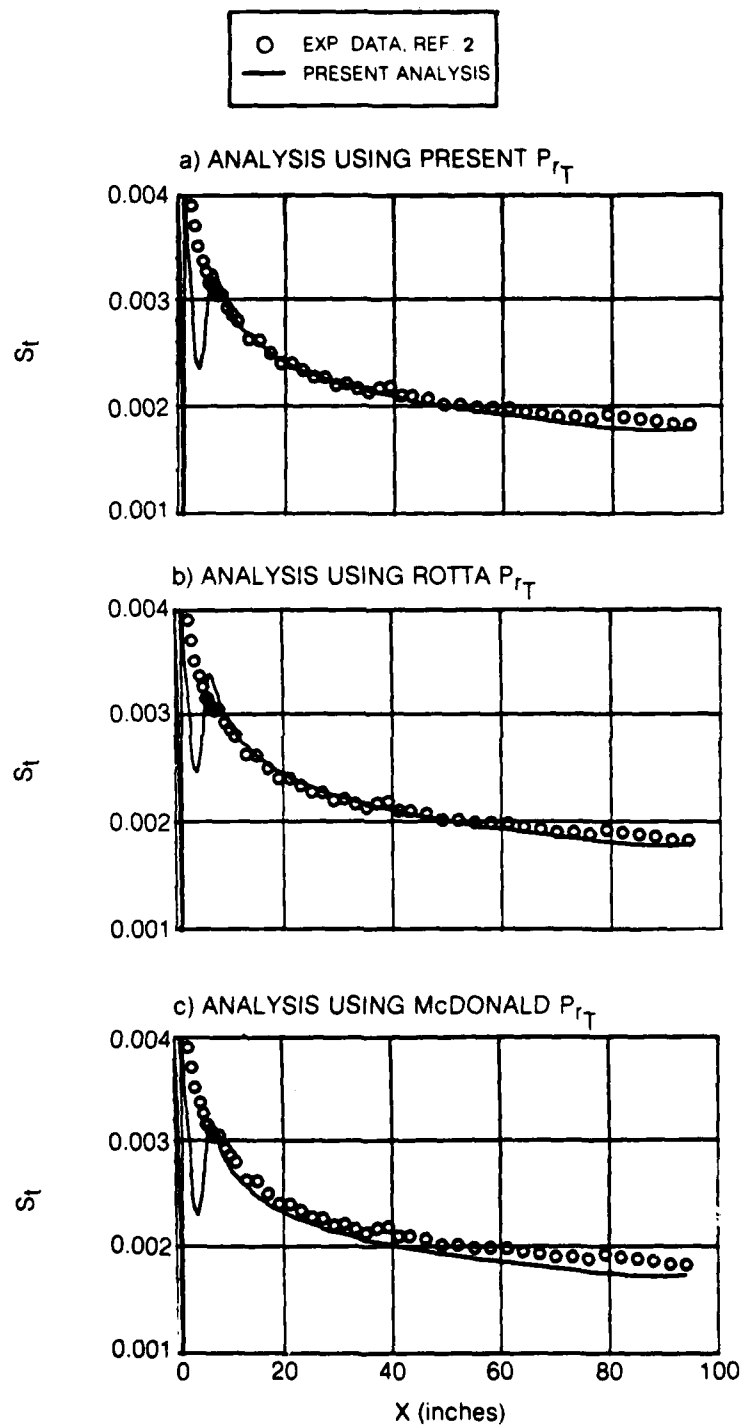 EXP DATA, REF. 2
PRESENT ANALYSIS
a) ANALYSIS USING PRESENT PrT
0.004
0.003
0.002
0.001
St
b) ANALYSIS USING ROTTA PrT
0.004
0.003
0.002
0.001
St
c) ANALYSIS USING McDONALD PrT
0.004
0.003
0.002
0.001
St
0 20 40 60 80 100
X (inches)